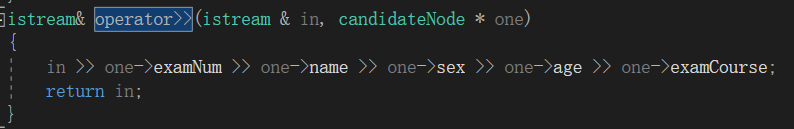 istream& operator>>(istream & in, candidateNode * one)
{
in >> one->examNum >> one->name >> one->sex >> one->age >> one->examCourse;
return in;
}